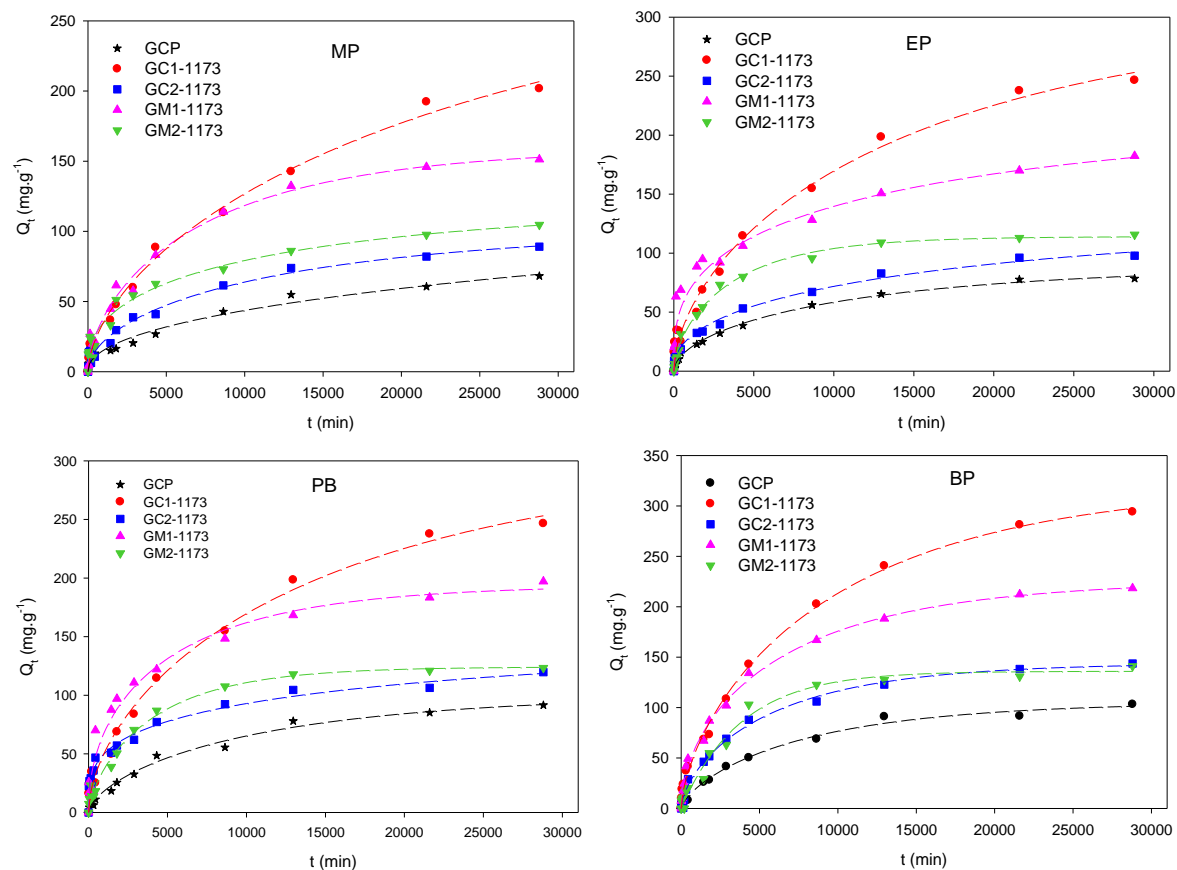 MP
GCP
GC1-1173
GC2-1173
GM1-1173
GM2-1173
Qt (mg.g-1)
250
200
150
100
50
0
0 5000 10000 15000 20000 25000 30000
t (min)
EP
GCP
GC1-1173
GC2-1173
GM1-1173
GM2-1173
Qt (mg.g-1)
300
250
200
150
100
50
0
0 5000 10000 15000 20000 25000 30000
t (min)
PB
GCP
GC1-1173
GC2-1173
GM1-1173
GM2-1173
Qt (mg.g-1)
300
250
200
150
100
50
0
0 5000 10000 15000 20000 25000 30000
t (min)
BP
GCP
GC1-1173
GC2-1173
GM1-1173
GM2-1173
Qt (mg.g-1)
350
300
250
200
150
100
50
0
0 5000 10000 15000 20000 25000 30000
t (min)